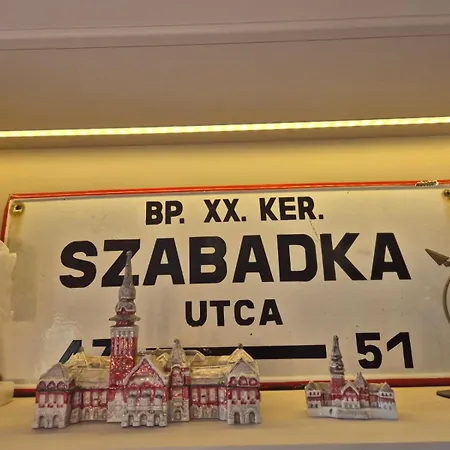 BP. XX. KER.
SZABADKA
UTCA
51